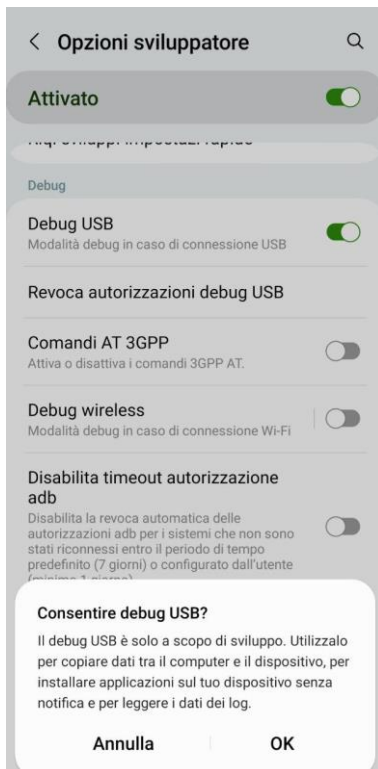 Opzioni sviluppatore
Attivato
Debug
Debug USB
Modalità debug in caso di connessione USB
Revoca autorizzazioni debug USB
Comandi AT 3GPP
Attiva o disattiva i comandi 3GPP AT.
Debug wireless
Modalità debug in caso di connessione Wi-Fi
Disabilita timeout autorizzazione
adb
Disabilita la revoca automatica delle
autorizzazioni adb per i sistemi che non sono
stati riconnessi entro il periodo di tempo
predefinito (7 giorni) o configurato dall'utente
(minimo 1 giorno)
Consentire debug USB?
Il debug USB è solo a scopo di sviluppo. Utilizzalo
per copiare dati tra il computer e il dispositivo, per
installare applicazioni sul tuo dispositivo senza
notifica e per leggere i dati dei log.
Annulla OK